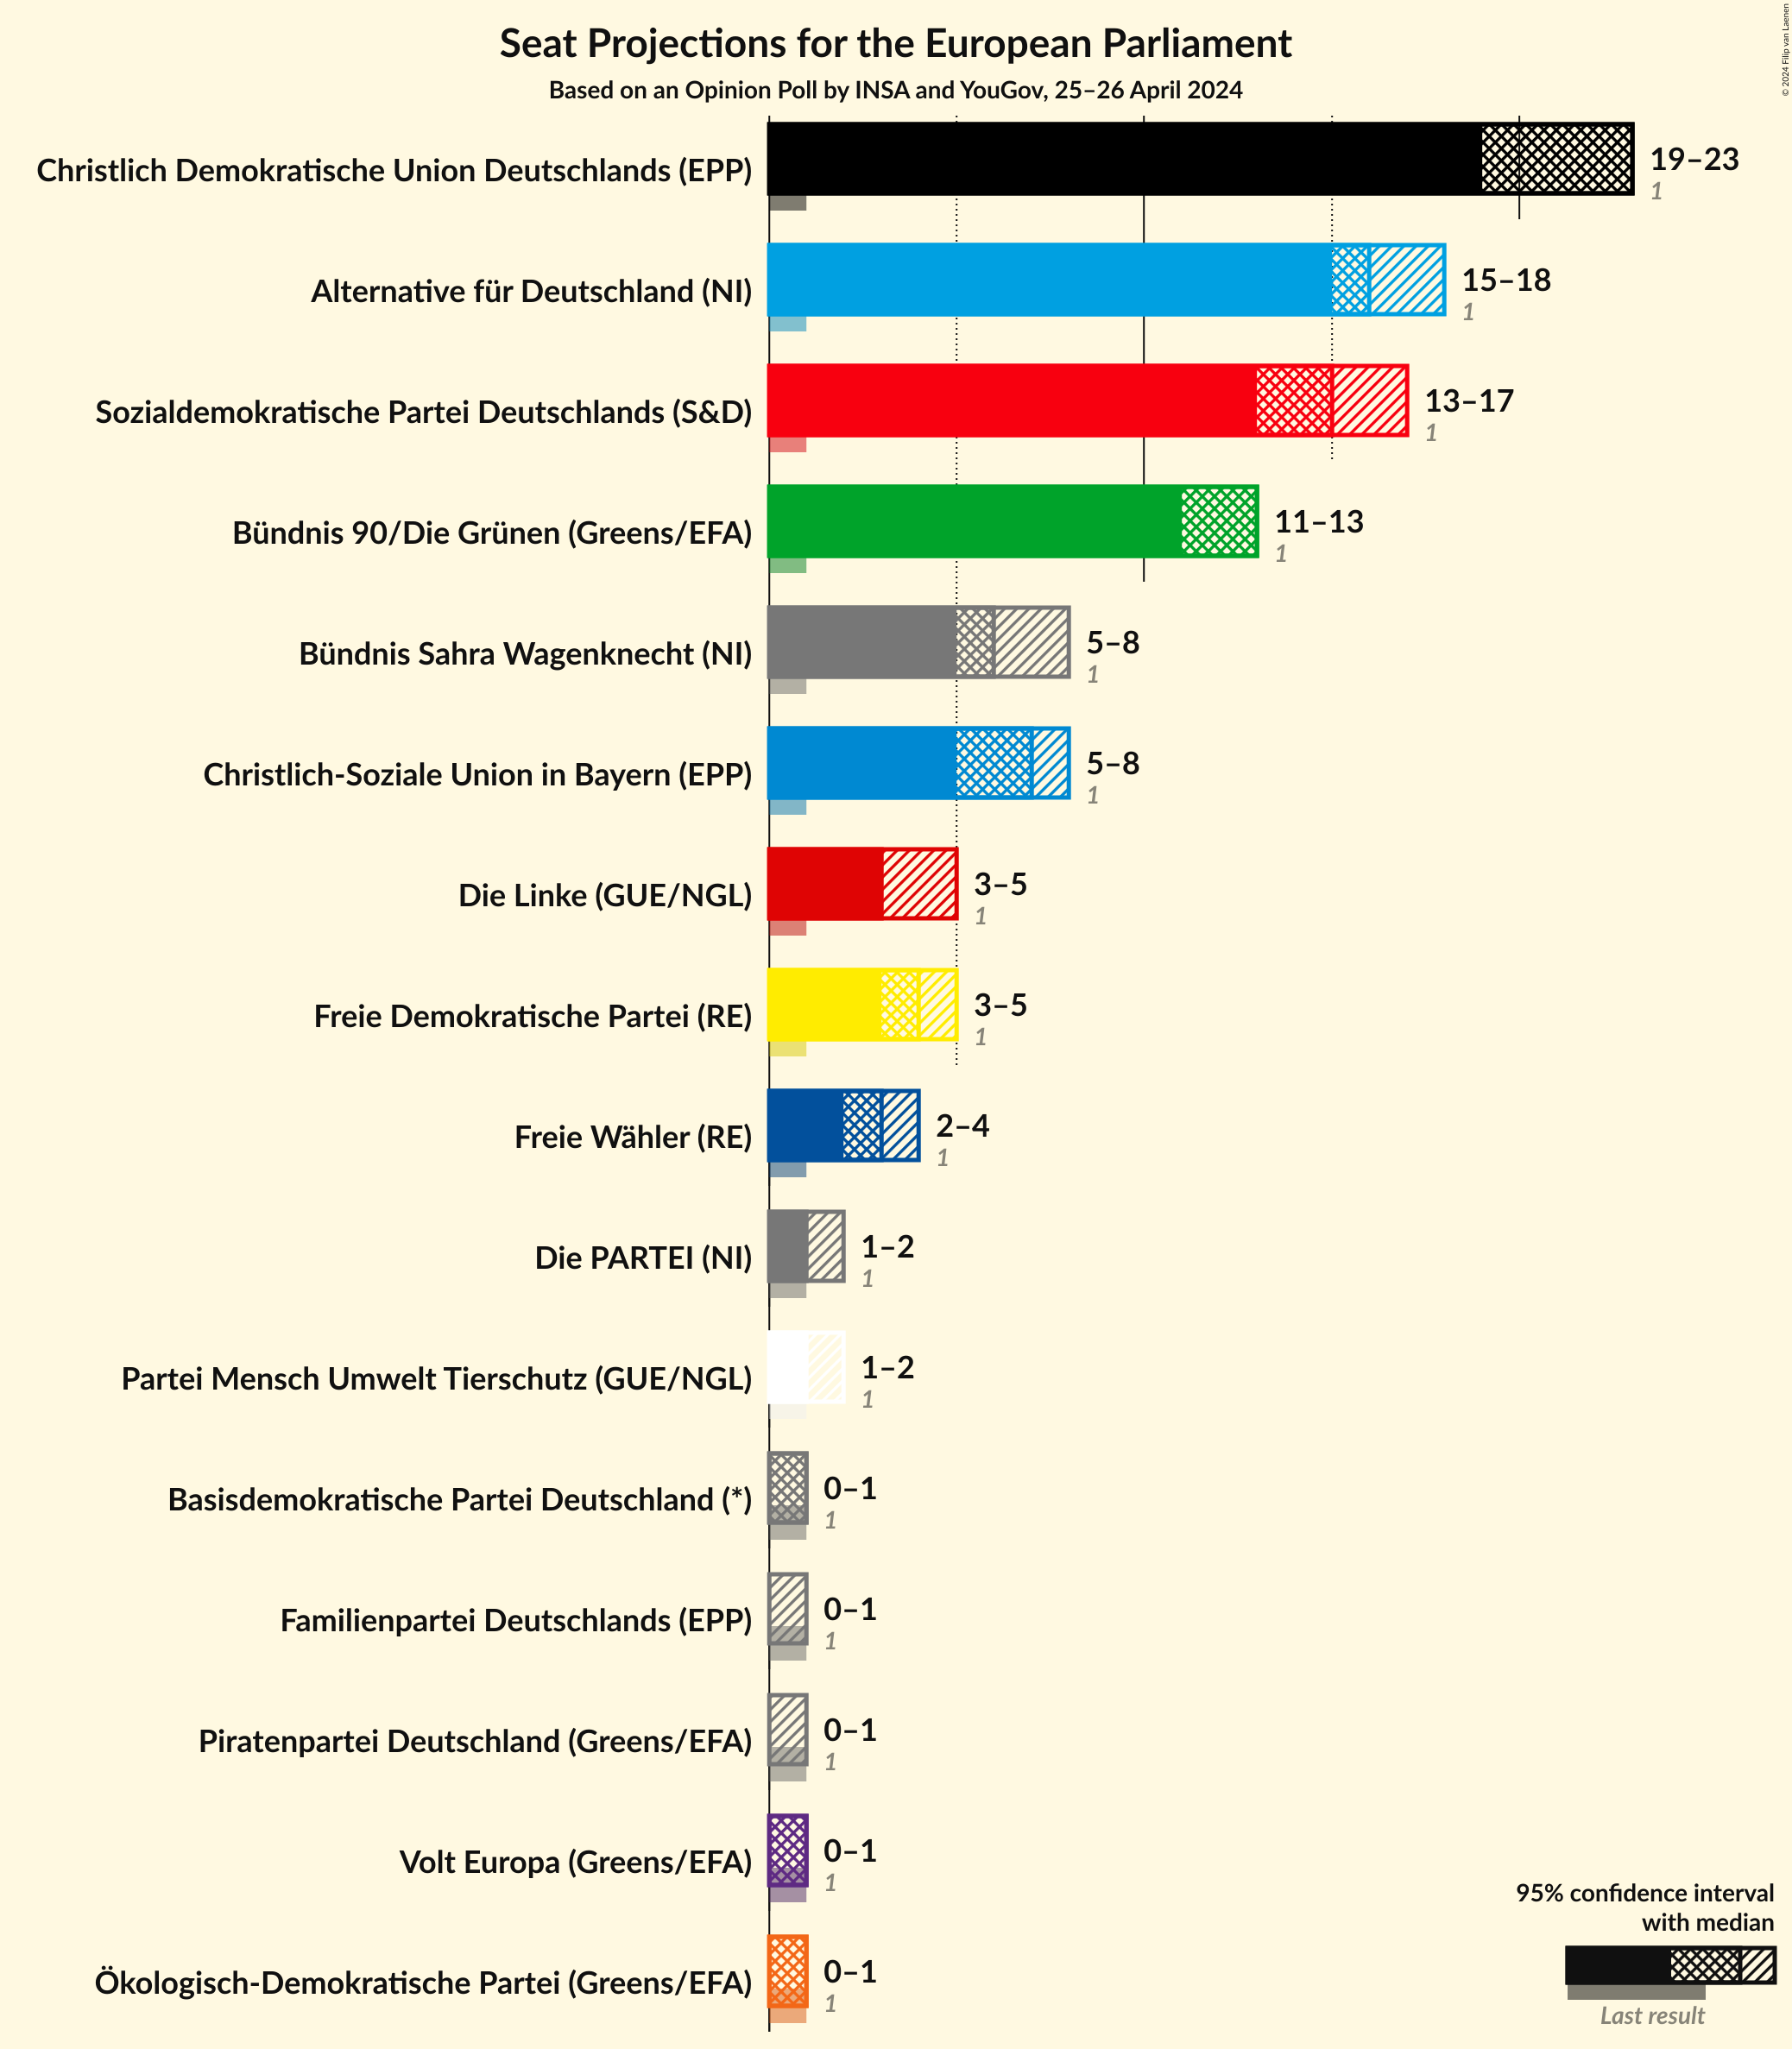 Seat Projections for the European Parliament
Based on an Opinion Poll by INSA and YouGov, 25–26 April 2024
© 2024 Filip van Laenen
Christlich Demokratische Union Deutschlands (EPP)
19–23
1
Alternative für Deutschland (NI)
15–18
1
Sozialdemokratische Partei Deutschlands (S&D)
13–17
1
Bündnis 90/Die Grünen (Greens/EFA)
11–13
1
Bündnis Sahra Wagenknecht (NI)
5–8
1
Christlich-Soziale Union in Bayern (EPP)
5–8
1
Die Linke (GUE/NGL)
3–5
1
Freie Demokratische Partei (RE)
3–5
1
Freie Wähler (RE)
2–4
1
Die PARTEI (NI)
1–2
1
Partei Mensch Umwelt Tierschutz (GUE/NGL)
1–2
1
Basisdemokratische Partei Deutschland (*)
0–1
1
Familienpartei Deutschlands (EPP)
0–1
1
Piratenpartei Deutschland (Greens/EFA)
0–1
1
Volt Europa (Greens/EFA)
0–1
1
Ökologisch-Demokratische Partei (Greens/EFA)
0–1
1
95% confidence interval
with median
Last result